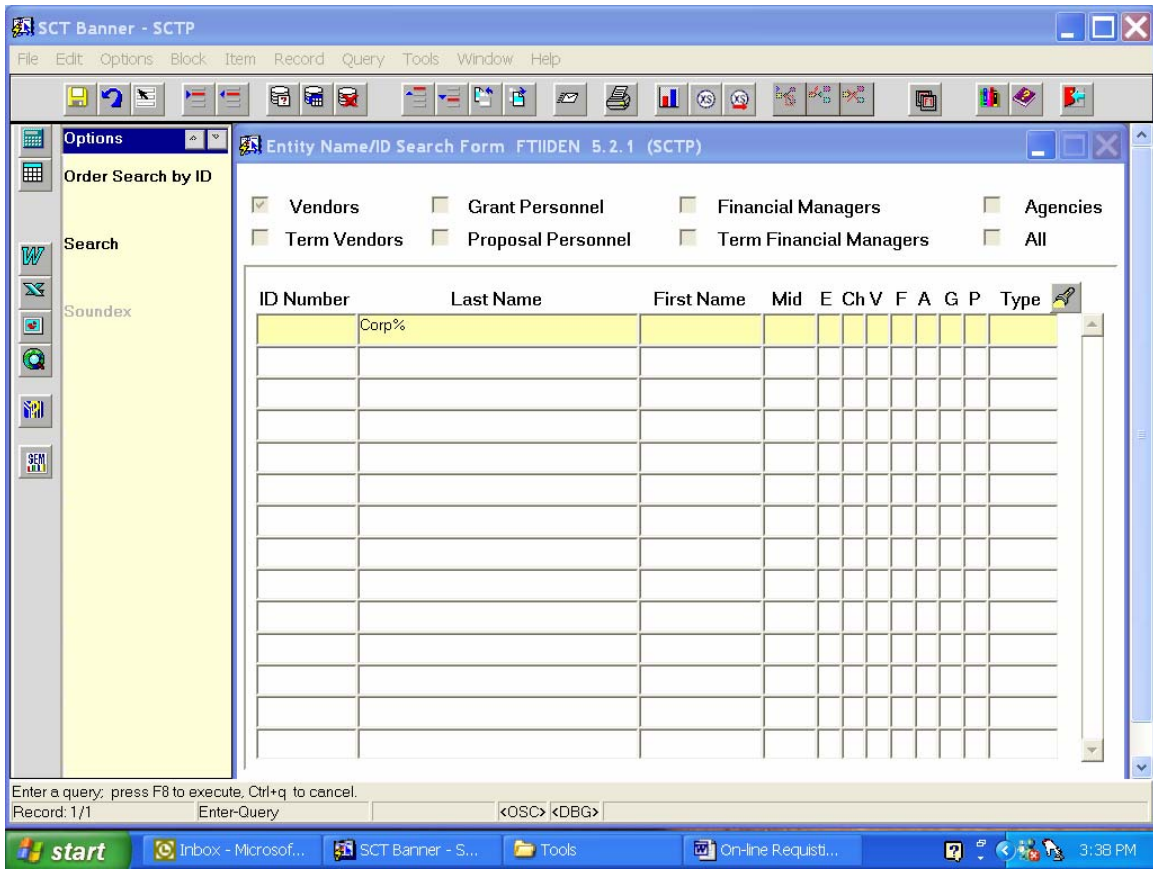 SCT Banner - SCTP
File Edit Options Block Item Record Query Tools Window Help
Options
Entity Name/ID Search Form FTIIDEN 5.2.1 (SCTP)
Order Search by ID
Search
Soundex
Vendors Grant Personnel Financial Managers Agencies
Term Vendors Proposal Personnel Term Financial Managers All
ID Number Last Name First Name Mid E Ch V F A G P Type
Corp%
Enter a query; press F8 to execute, Ctrl+q to cancel.
Record: 1/1 Enter-Query <OSC> <DBG>
start Inbox - Microsof... SCT Banner - S... Tools On-line Requisti... 3:38 PM